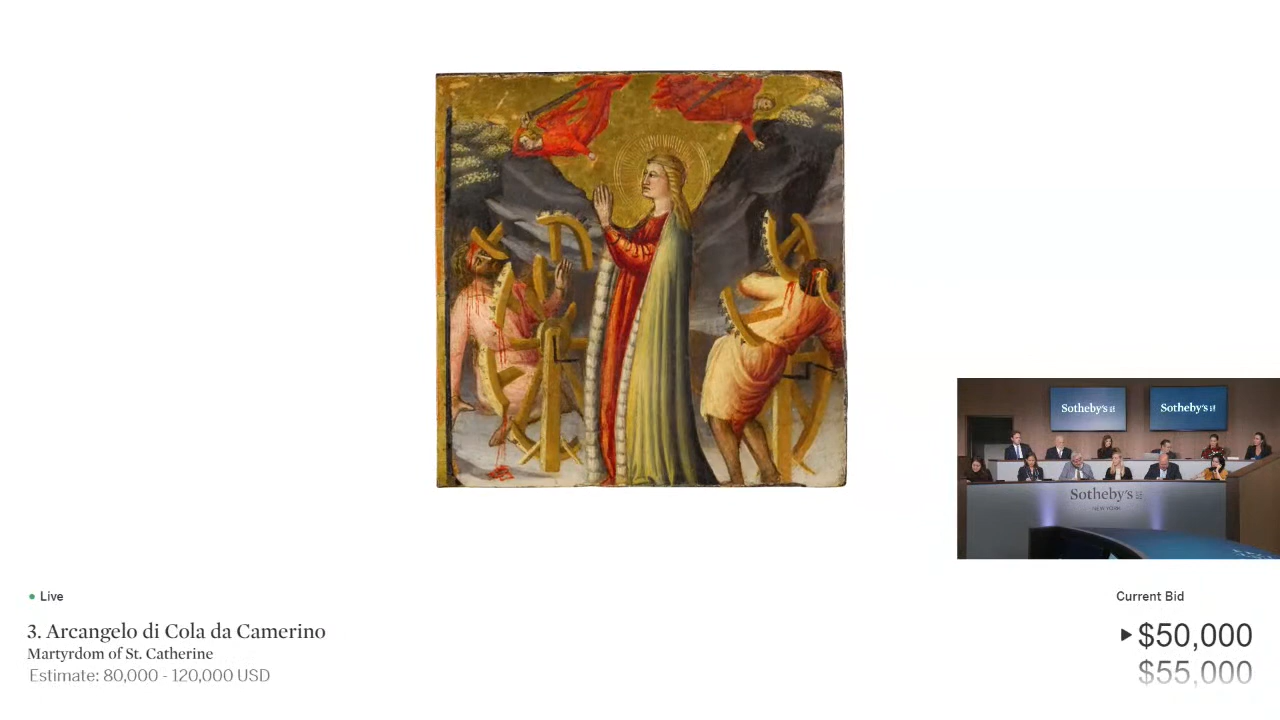 Sotheby's
Sotheby's
Sotheby's
NEW YORK
Live
Current Bid
3. Arcangelo di Cola da Camerino
Martyrdom of St. Catherine
Estimate: 80,000 - 120,000 USD
$50,000
$55,000